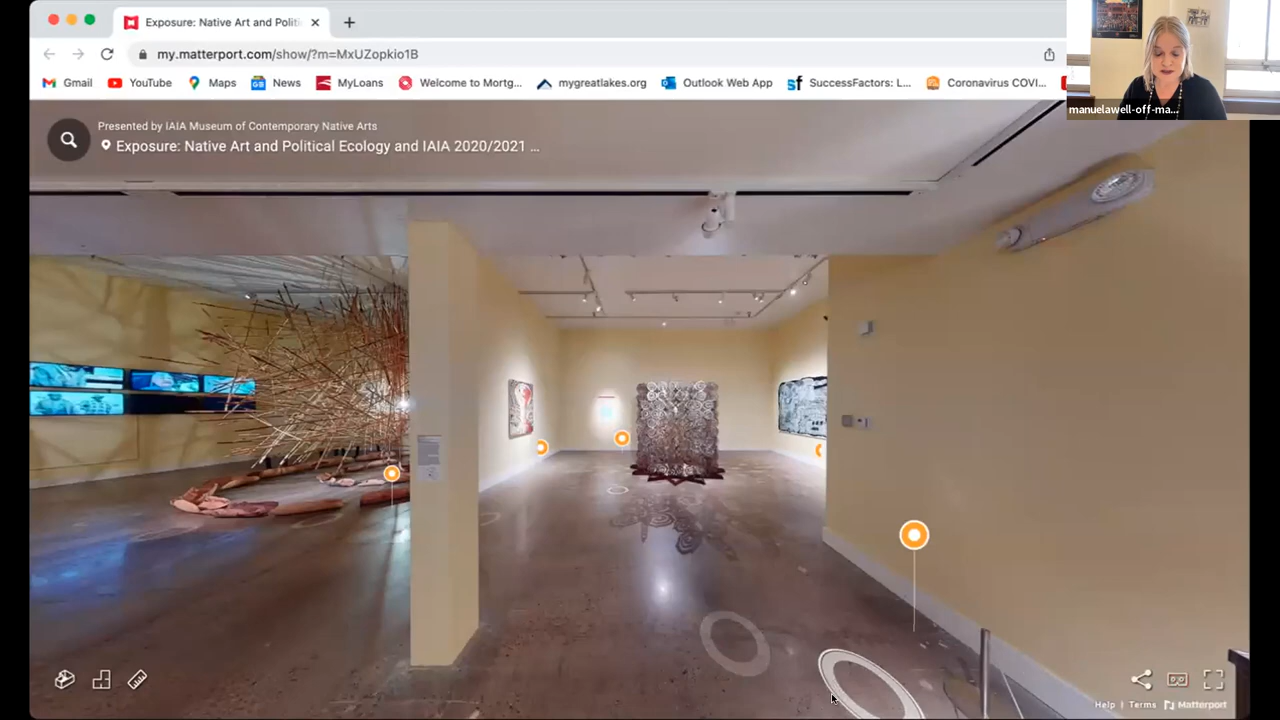 Exposure: Native Art and Politi
my.matterport.com/show/?m=MxUZopkio1B
Gmail
YouTube
Maps
News
MyLoans
Welcome to Mortg...
mygreatlakes.org
Outlook Web App
SuccessFactors: L...
Coronavirus COVI...
manuelawell-off-ma...
Presented by IAIA Museum of Contemporary Native Arts
Exposure: Native Art and Political Ecology and IAIA 2020/2021 ...
Help | Terms Matterport